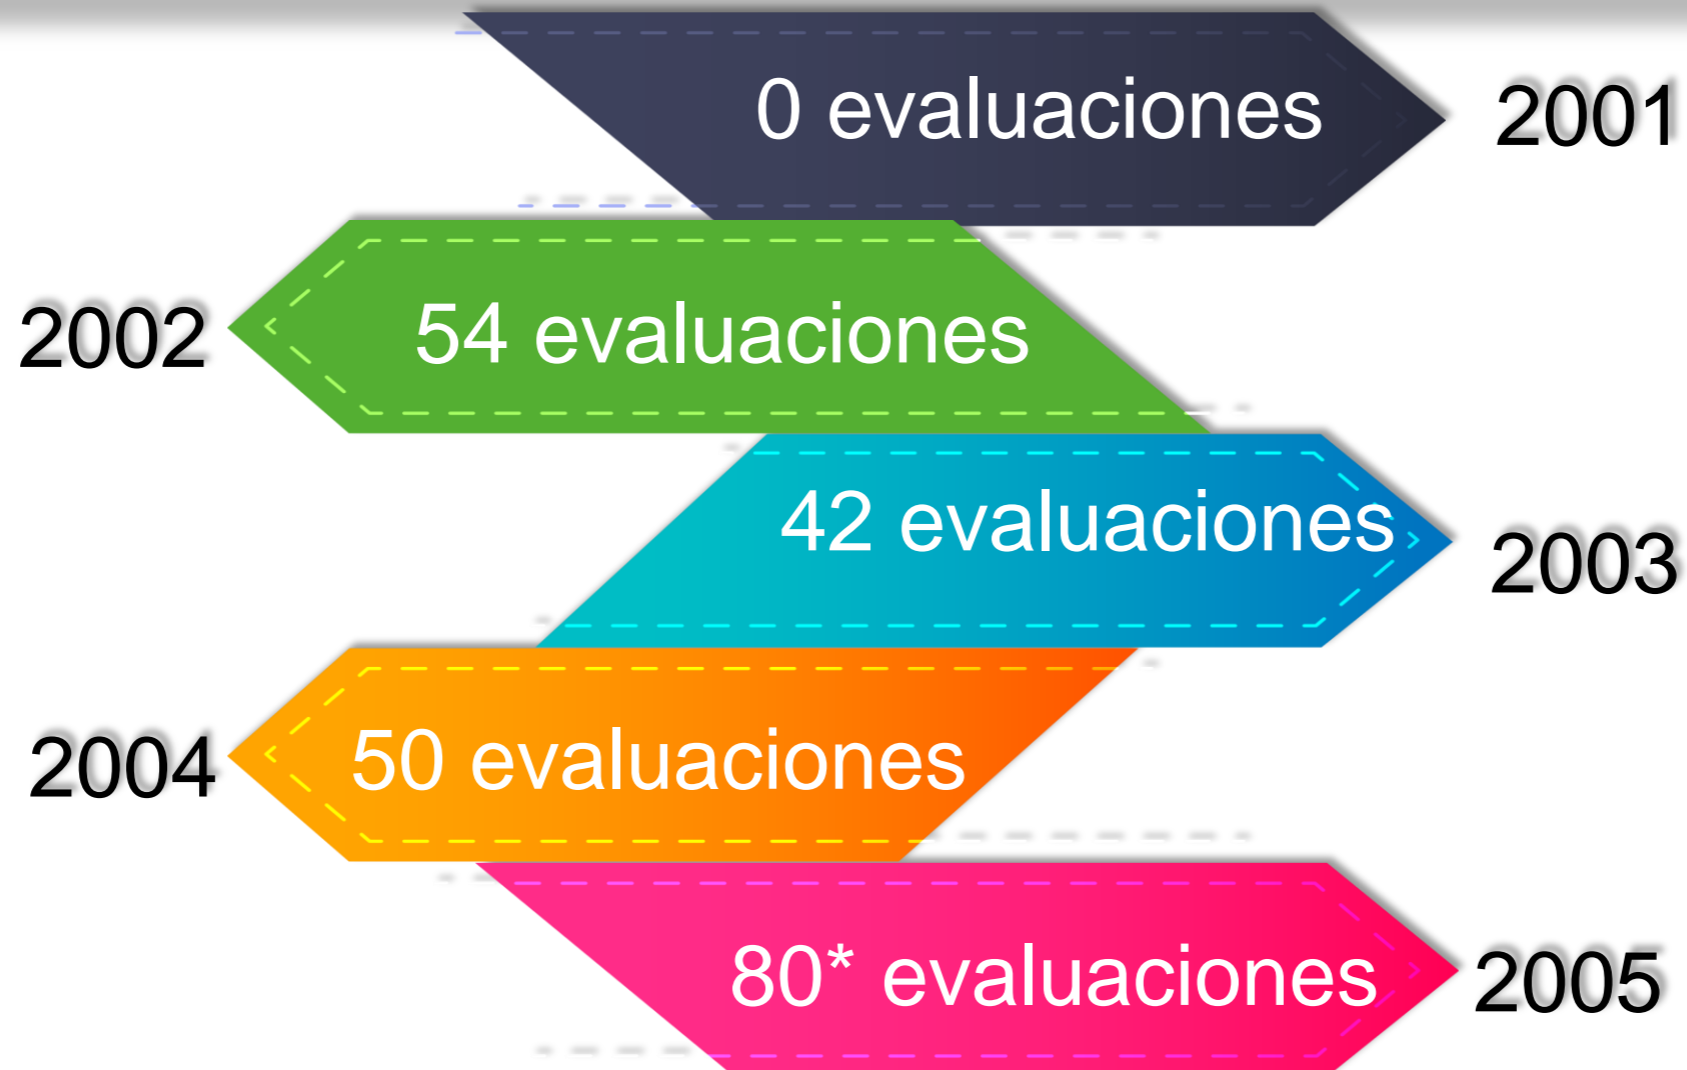 0 evaluaciones 2001
2002 54 evaluaciones
42 evaluaciones 2003
2004 50 evaluaciones
80* evaluaciones 2005